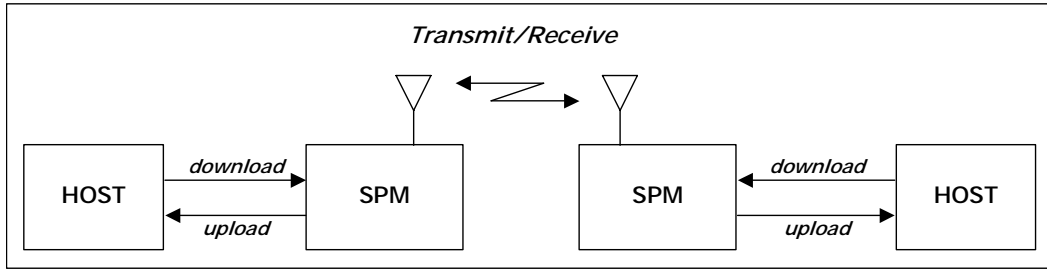 Transmit/Receive
download
download
HOST
SPM
SPM
HOST
upload
upload